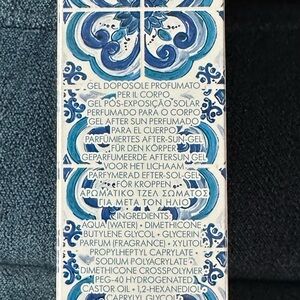 GEL DOPOSOLE PROFUMATO
PER IL CORPO
GEL PÓS-EXPOSIÇÃO SOLAR
PERFUMADO PARA O CORPO
GEL AFTER SUN PERFUMADO
PARA EL CUERPO
PARFÜMIERTES AFTER-SUN-GEL
FÜR DEN KÖRPER
GEPARFUMEERDE AFTERSUN GEL
VOOR HET LICHAAM
PARFYMERAD EFTER-SOL-GEL
FÖR KROPPEN
ΑΡΩΜΑΤΙΚΟ ΤΖΕΛ ΣΩΜΑΤΟΣ
ΓΙΑ ΜΕΤΑ ΤΟΝ ΗΛΙΟ
INGREDIENTS:
AQUA (WATER) • DIMETHICONE
BUTYLENE GLYCOL • GLYCERIN
PARFUM (FRAGRANCE) • XYLITOL
PROPYLHEPTYL CAPRYLATE
SODIUM POLYACRYLATE
DIMETHICONE CROSSPOLYMER
PEG-40 HYDROGENATED
CASTOR OIL • 1,2-HEXANEDIOL
CAPRYLYL GLYCOL